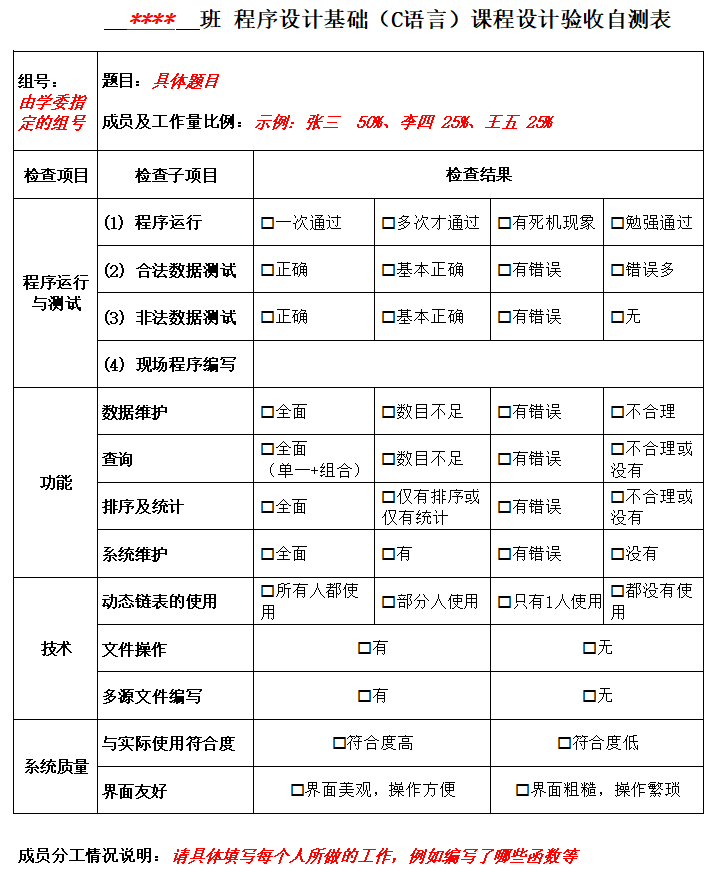 __****__班 程序设计基础（C语言）课程设计验收自测表
组号：
由学委指
定的组号
题目：具体题目
成员及工作量比例：示例：张三 50%、李四 25%、王五 25%
检查项目 检查子项目 检查结果
程序运行
与测试
(1) 程序运行 □一次通过 □多次才通过 □有死机现象 □勉强通过
(2) 合法数据测试 □正确 □基本正确 □有错误 □错误多
(3) 非法数据测试 □正确 □基本正确 □有错误 □无
(4) 现场程序编写
功能
数据维护 □全面 □数目不足 □有错误 □不合理
查询
□全面
（单一+组合）
□数目不足 □有错误
□不合理或
没有
排序及统计 □全面
□仅有排序或
仅有统计
□有错误
□不合理或
没有
系统维护 □全面 □有 □有错误 □没有
技术
动态链表的使用
□所有人都使
用
□部分人使用 □只有1人使用
□都没有使
用
文件操作 □有 □无
多源文件编写 □有 □无
系统质量
与实际使用符合度 □符合度高 □符合度低
界面友好 □界面美观，操作方便 □界面粗糙，操作繁琐
成员分工情况说明：请具体填写每个人所做的工作，例如编写了哪些函数等